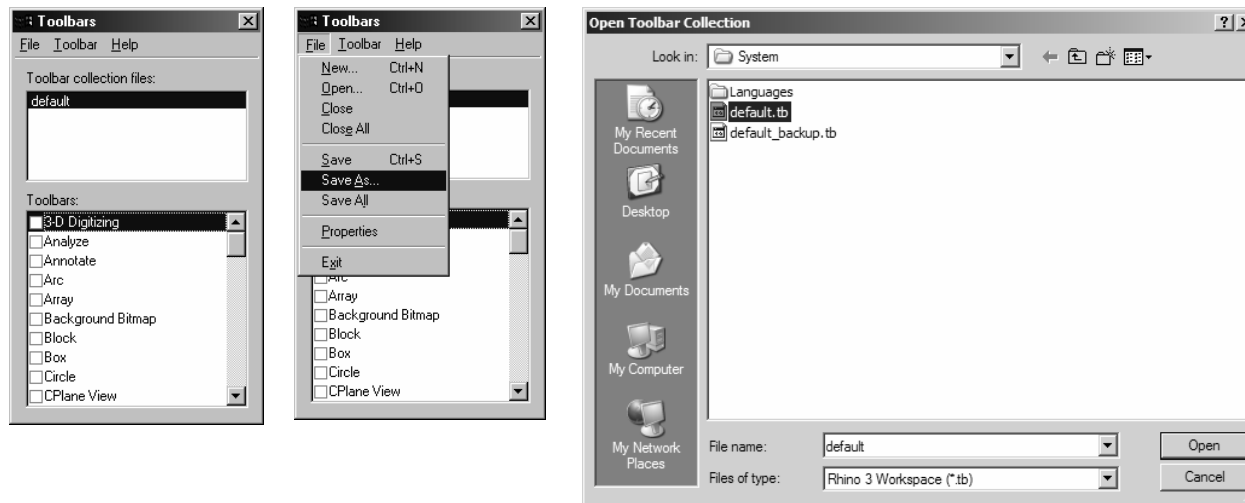 Toolbars
File Toolbar Help
Toolbar collection files:
default
Toolbars:
3-D Digitizing
Analyze
Annotate
Arc
Array
Background Bitmap
Block
Box
Circle
CPlane View
Toolbars
File Toolbar Help
New... Ctrl+N
Open... Ctrl+O
Close
Close All
Save Ctrl+S
Save As...
Save All
Properties
Exit
Arc
Array
Background Bitmap
Block
Box
Circle
CPlane View
Open Toolbar Collection
Look in: System
My Recent
Documents
Desktop
My Documents
My Computer
My Network
Places
Languages
default.tb
default_backup.tb
File name: default Open
Files of type: Rhino 3 Workspace (*.tb) Cancel